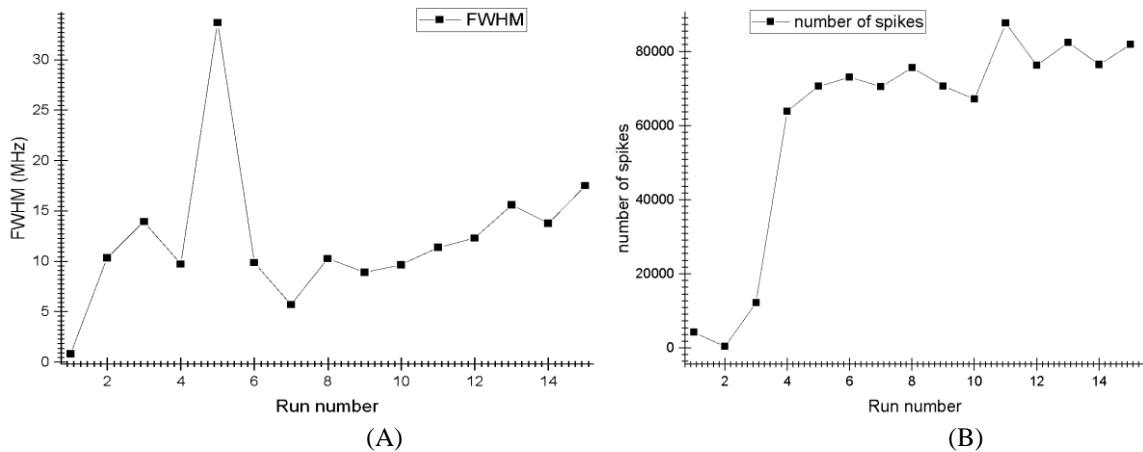 FWHM
30
25
20
15
10
5
0
FWHM (MHz)
2 4 6 8 10 12 14
Run number
(A)
number of spikes
80000
60000
40000
20000
0
number of spikes
2 4 6 8 10 12 14
Run number
(B)